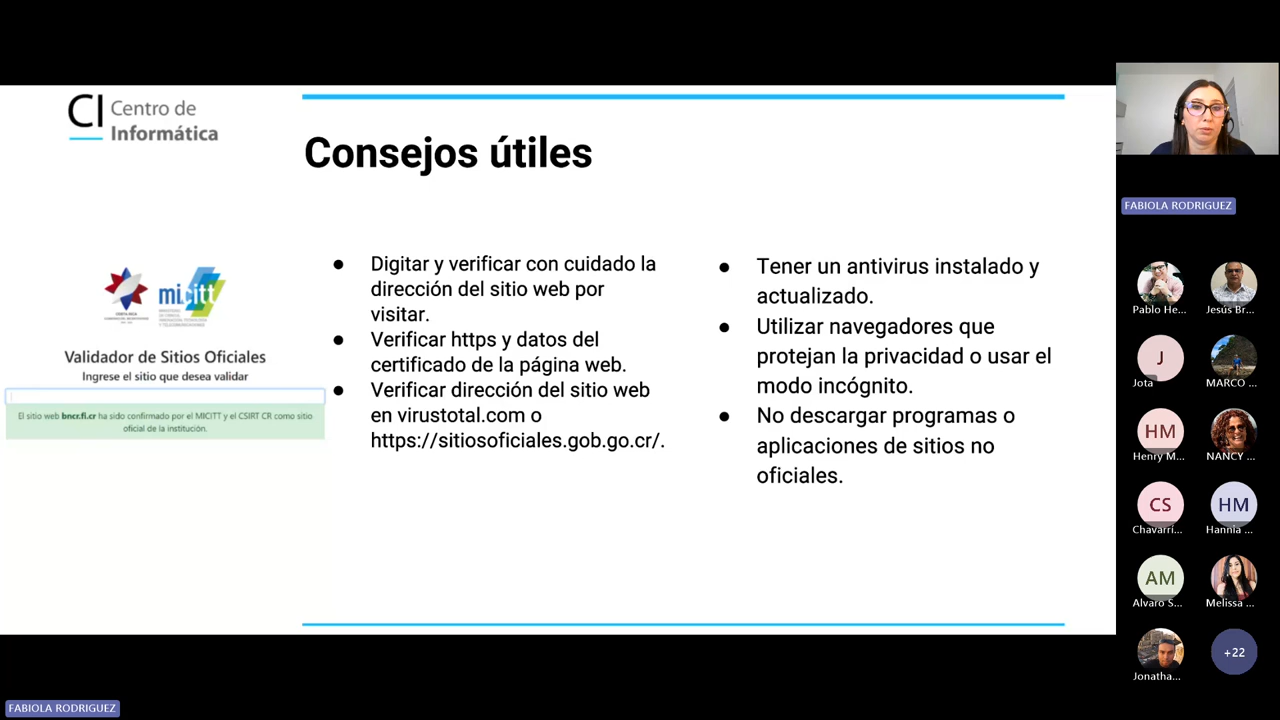 CI Centro de
Informática
Consejos útiles
micitt
Validador de Sitios Oficiales
Ingrese el sitio que desea validar
El sitio web bncr.fi.cr ha sido confirmado por el MICITT y el CSIRT CR como sitio
oficial de la institución.
● Digitar y verificar con cuidado la
dirección del sitio web por
visitar.
● Verificar https y datos del
certificado de la página web.
● Verificar dirección del sitio web
en virustotal.com o
https://sitiosoficiales.gob.go.cr/.
● Tener un antivirus instalado y
actualizado.
● Utilizar navegadores que
protejan la privacidad o usar el
modo incógnito.
● No descargar programas o
aplicaciones de sitios no
oficiales.
FABIOLA RODRIGUEZ
Pablo He...
Jesús Br...
J
Jota
MARCO ...
HM
Henry M...
NANCY ...
CS
Chavarri...
HM
Hannia ...
AM
Alvaro S...
Melissa ...
Jonatha...
+22
FABIOLA RODRIGUEZ